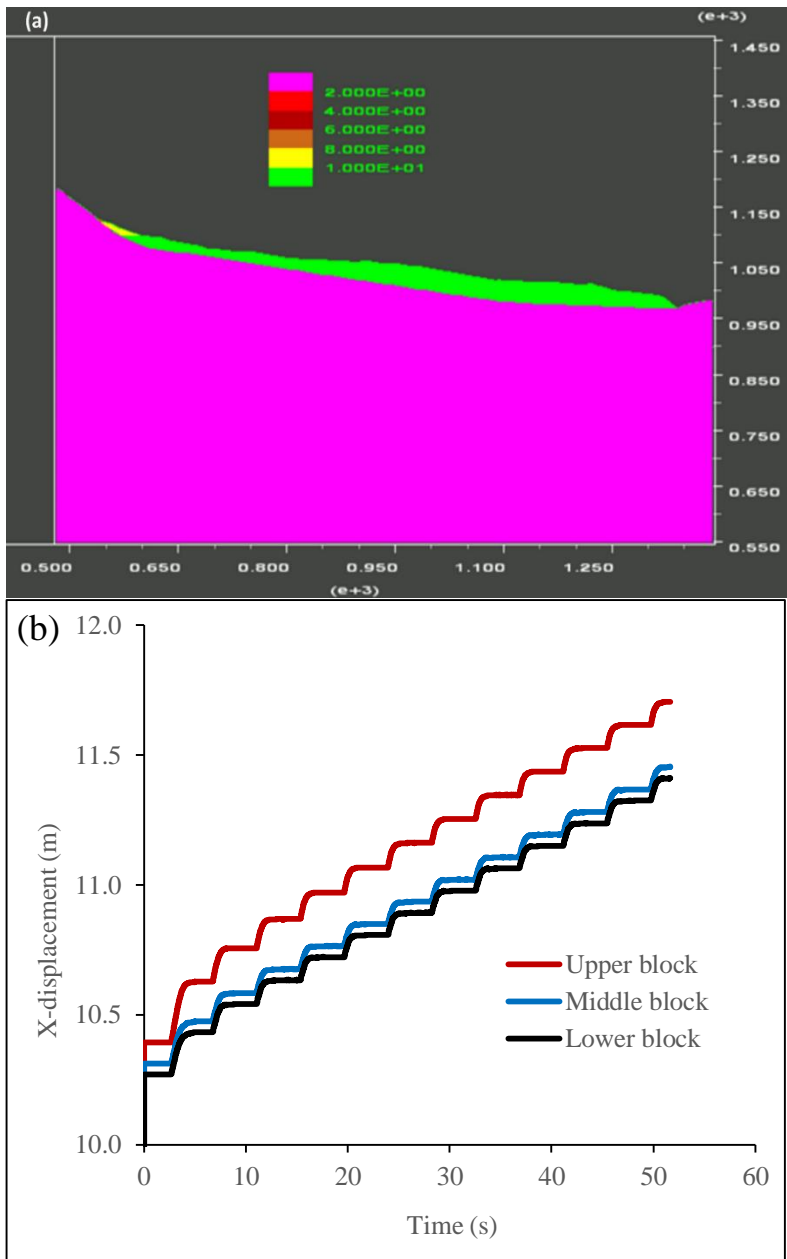 (a)
(e+3)
1.450
2.000E+00
4.000E+00
1.350
6.000E+00
8.000E+00
1.250
1.000E+01
1.150
1.050
0.950
0.850
0.750
0.650
0.550
0.500 0.650 0.800 0.950 1.100 1.250
(e+3)
(b)
12.0
11.5
11.0
10.5
10.0
X-displacement (m)
Upper block
Middle block
Lower block
0 10 20 30 40 50 60
Time (s)